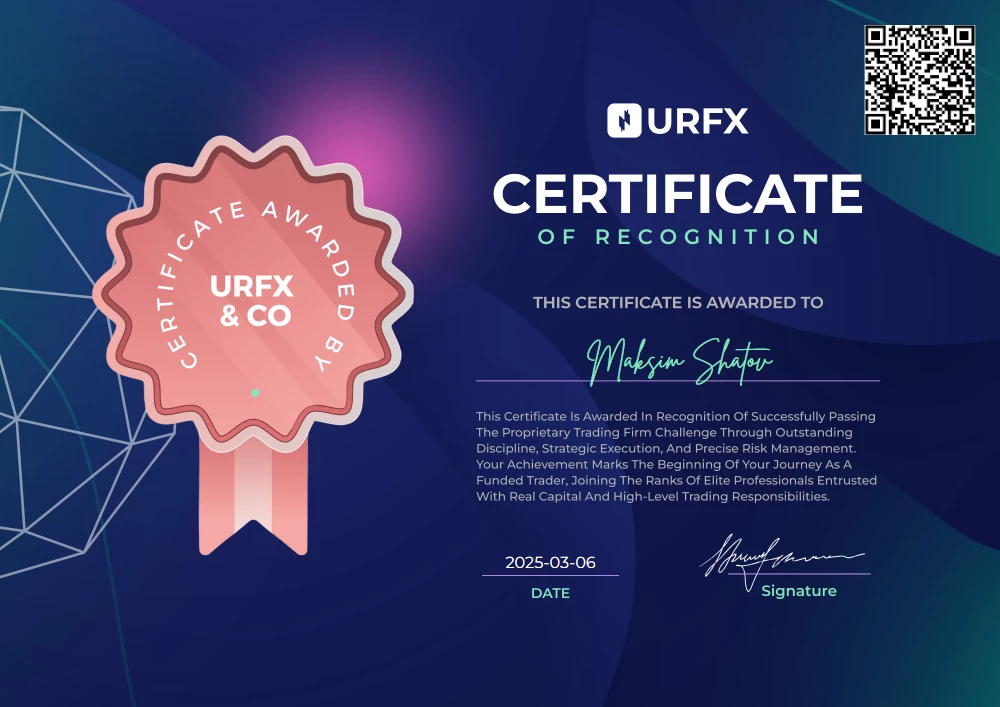 URFX
CERTIFICATE
OF RECOGNITION
CERTIFICATE AWARDED BY
URFX
& CO
THIS CERTIFICATE IS AWARDED TO
Maksim Shatov
This Certificate Is Awarded In Recognition Of Successfully Passing
The Proprietary Trading Firm Challenge Through Outstanding
Discipline, Strategic Execution, And Precise Risk Management.
Your Achievement Marks The Beginning Of Your Journey As A
Funded Trader, Joining The Ranks Of Elite Professionals Entrusted
With Real Capital And High-Level Trading Responsibilities.
2025-03-06
DATE
Signature